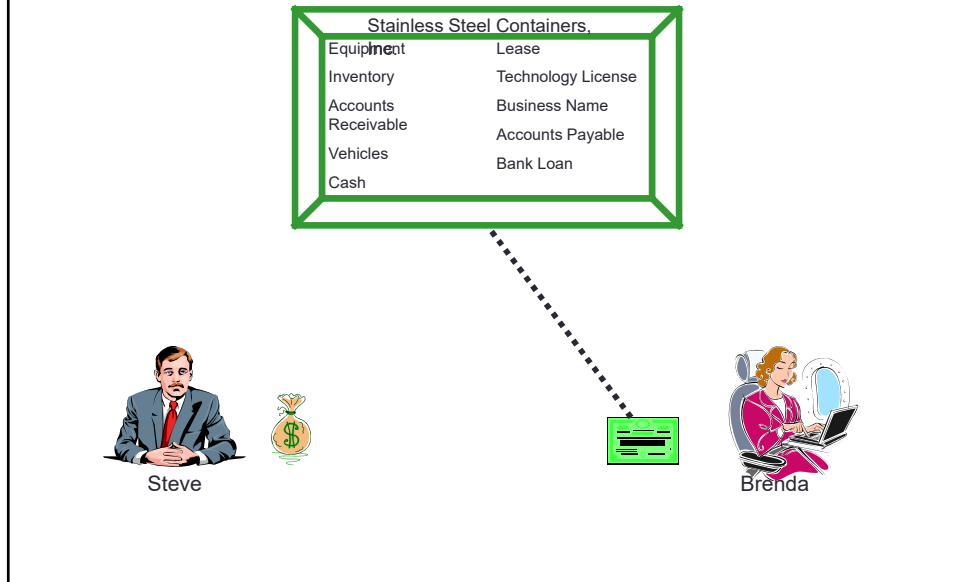 Stainless Steel Containers,
Inc.
Equipment
Inventory
Accounts
Receivable
Vehicles
Cash
Lease
Technology License
Business Name
Accounts Payable
Bank Loan
$
Steve
Brenda